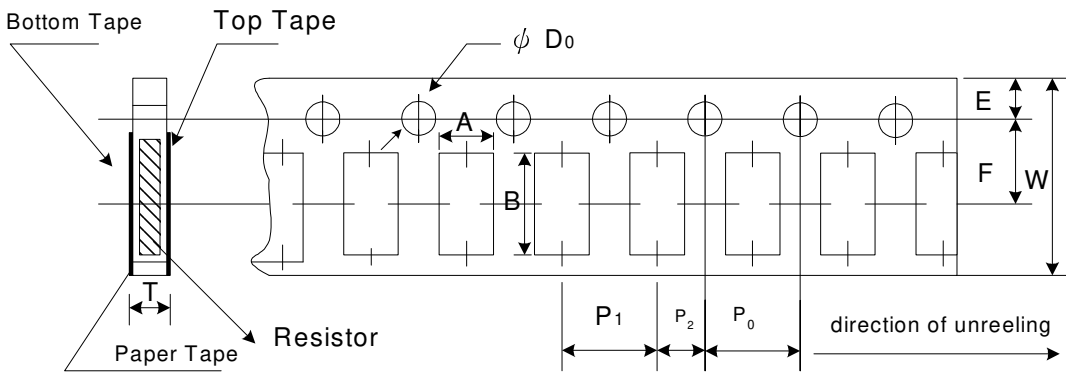 Bottom Tape
Top Tape
ϕ D0
E
A
F
W
B
T
P1
P2
P0
Resistor
direction of unreeling
Paper Tape